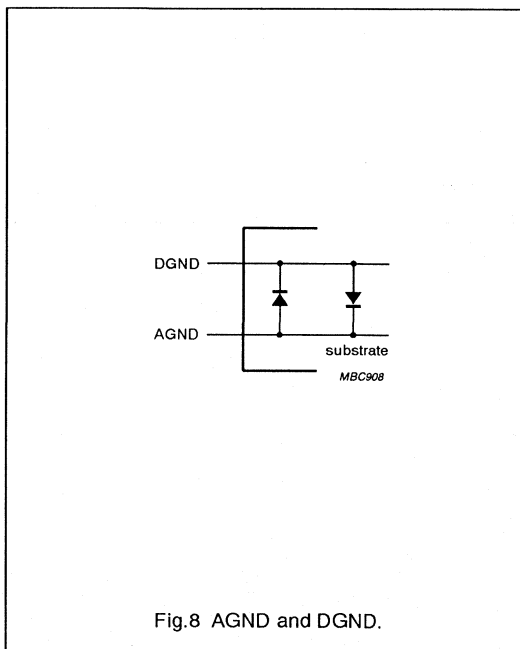 DGND
AGND
substrate
MBC908
Fig.8 AGND and DGND.